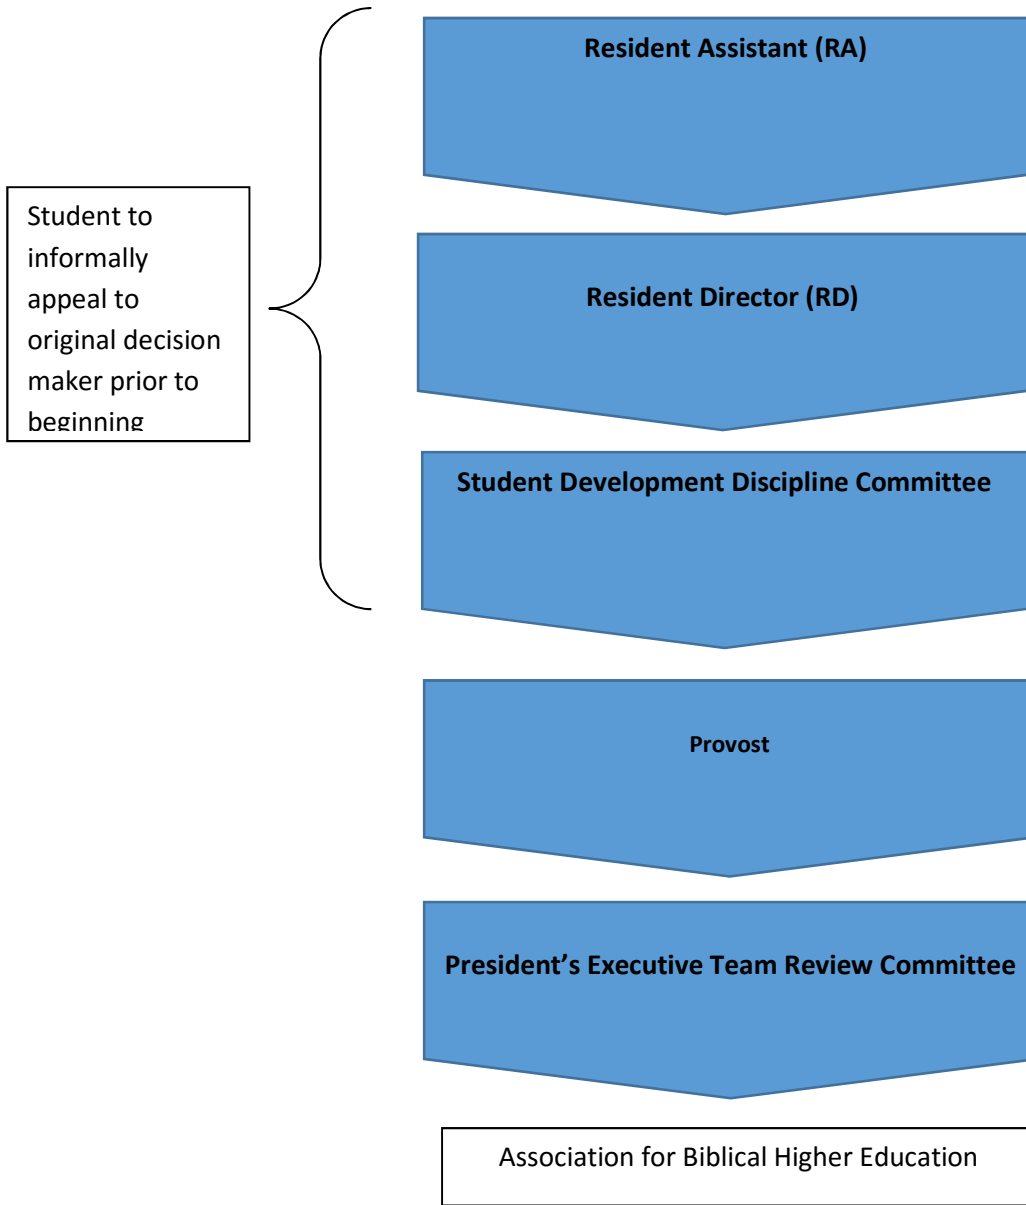 Resident Assistant (RA)
Student to
informally
appeal to
original decision
maker prior to
beginning
Resident Director (RD)
Student Development Discipline Committee
Provost
President’s Executive Team Review Committee
Association for Biblical Higher Education